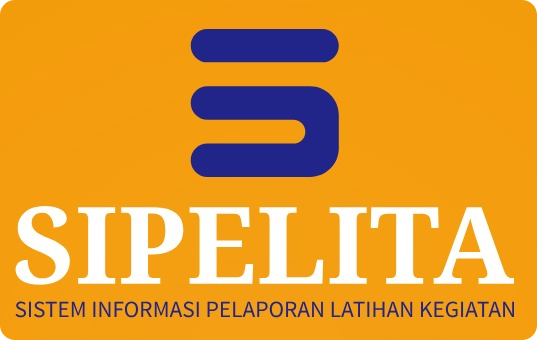 SIPELITA
SISTEM INFORMASI PELAPORAN LATIHAN KEGIATAN